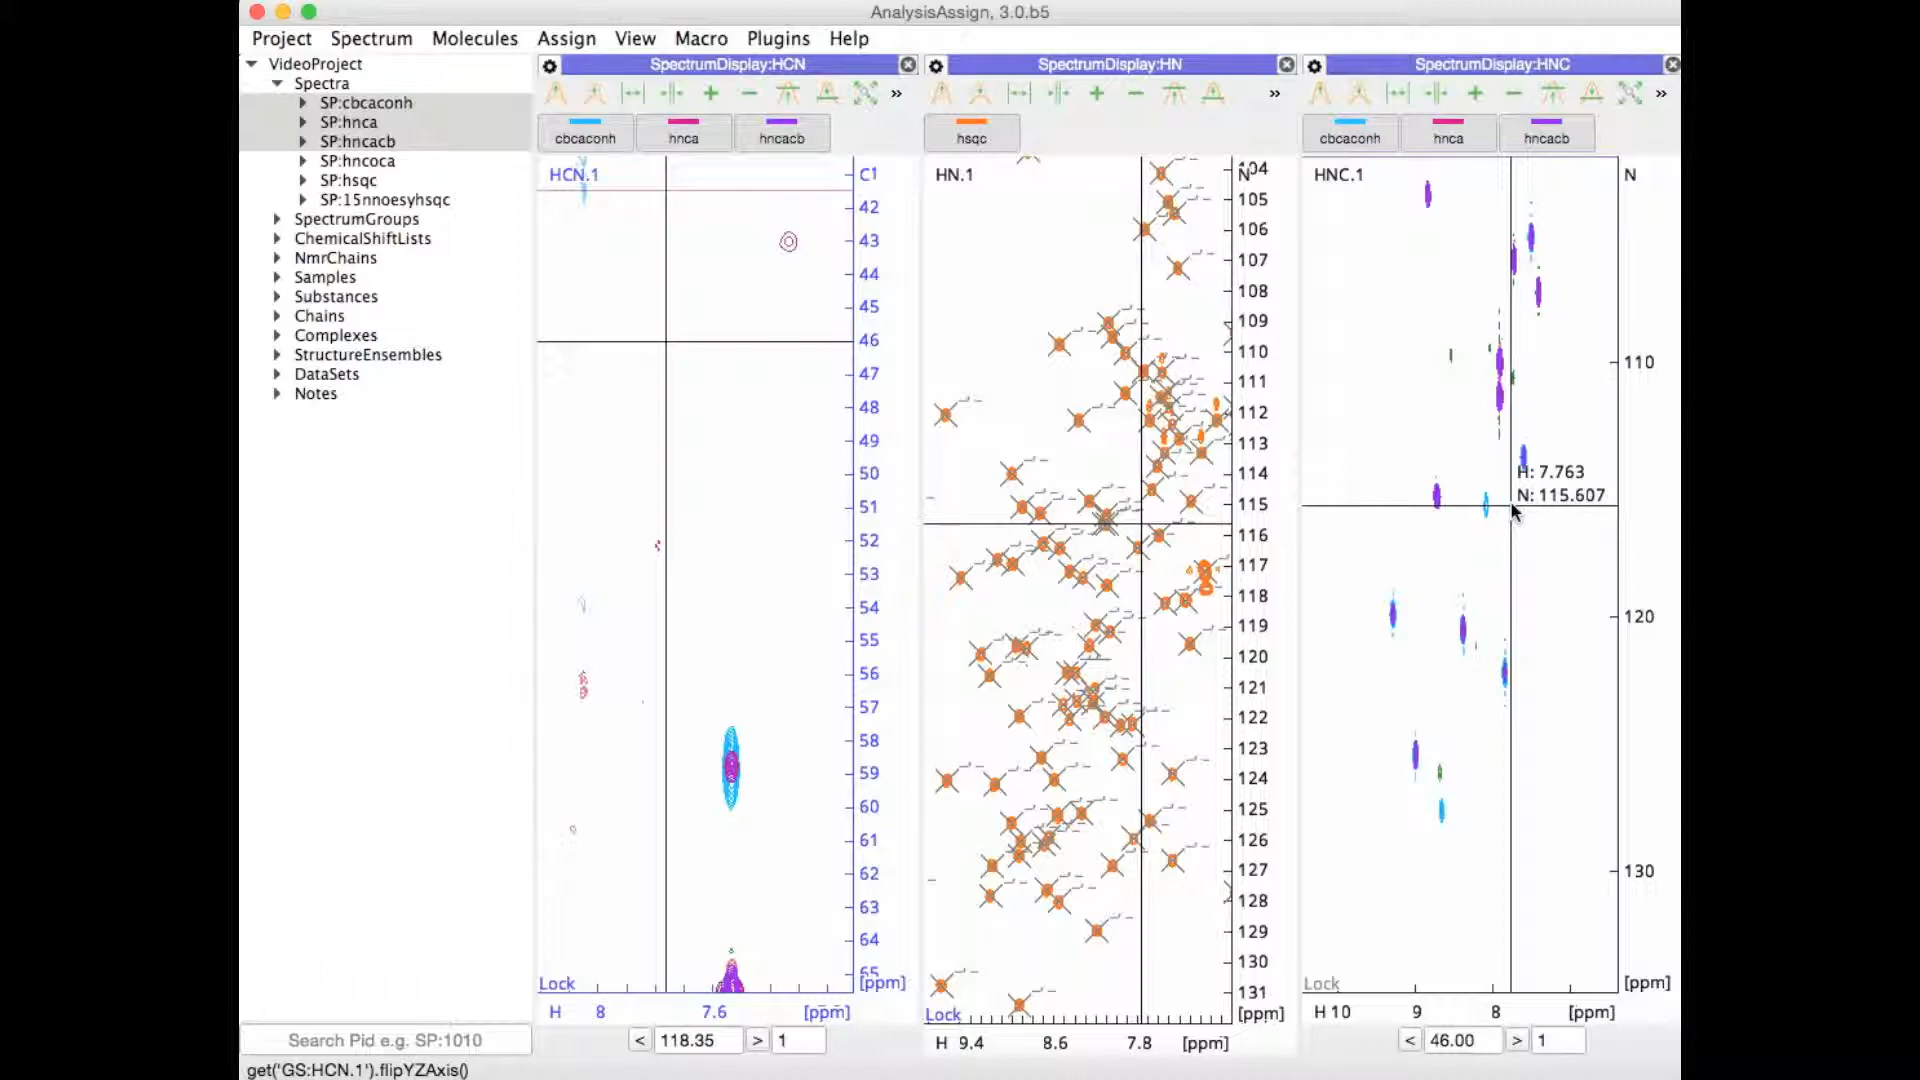 AnalysisAssign, 3.0.b5
Project Spectrum Molecules Assign View Macro Plugins Help
VideoProject
Spectra
SP:cbcaconh
SP:hnca
SP:hncacb
SP:hncoca
SP:hsqc
SP:15nnoesyhsqc
SpectrumGroups
ChemicalShiftLists
NmrChains
Samples
Substances
Chains
Complexes
StructureEnsembles
DataSets
Notes
Search Pid e.g. SP:1010
get('GS:HCN.1').flipYZAxis()
SpectrumDisplay:HCN
»
cbcaconh hnca hncacb
HCN.1
42
43
44
45
46
47
48
49
50
51
52
53
54
55
56
57
58
59
60
61
62
63
64
65
Lock [ppm]
H 8 7.6 [ppm]
< 118.35 > 1
SpectrumDisplay:HN
»
hsqc
HN.1 N
104
105
106
107
108
109
110
111
112
113
114
115
116
117
118
119
120
121
122
123
124
125
126
127
128
129
130
131
Lock [ppm]
H 9.4 8.6 7.8 [ppm]
SpectrumDisplay:HNC
»
cbcaconh hnca hncacb
HNC.1 N
110
H: 7.763
N: 115.607
120
130
Lock [ppm]
H 10 9 8 [ppm]
< 46.00 > 1